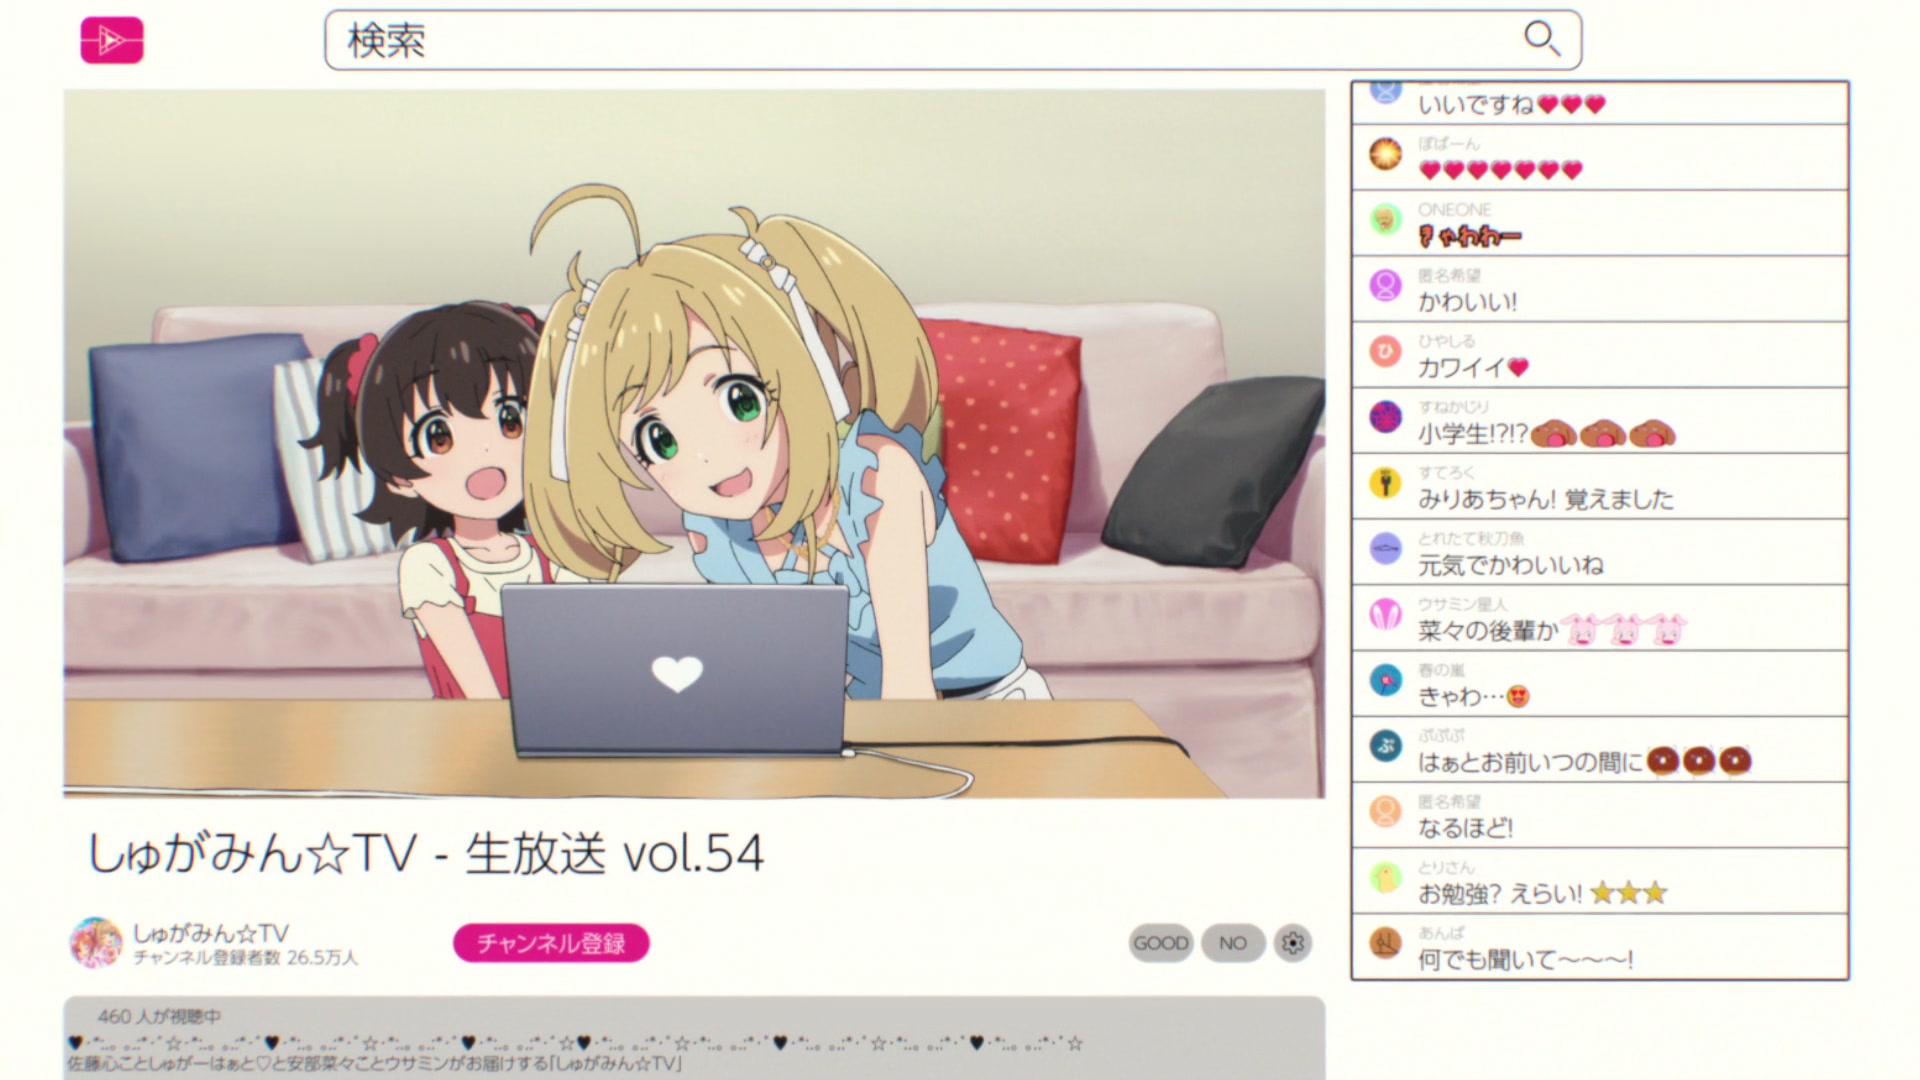 検索
しゅがみん☆TV - 生放送 vol.54
しゅがみん☆TV
チャンネル登録者数 26.5万人
チャンネル登録
GOOD
NO
460 人が視聴中
佐藤心ことしゅがーはぁと♡と安部菜々ことウサミンがお届けする「しゅがみん☆TV」
いいですね♥♥♥
ぽぱーん
♥♥♥♥♥♥♥
ONEONE
きゃわわー
匿名希望
かわいい!
ひ
ひやしる
カワイイ♥
すねかじり
小学生!?!?
すてろく
みりあちゃん! 覚えました
とれたて秋刀魚
元気でかわいいね
ウサミン星人
菜々の後輩か
春の嵐
きゃわ…😍
ぷ
ぷぷぷ
はぁとお前いつの間に🍩🍩🍩
匿名希望
なるほど!
とりさん
お勉強? えらい! ★★★
あんぱ
何でも聞いて～～～!